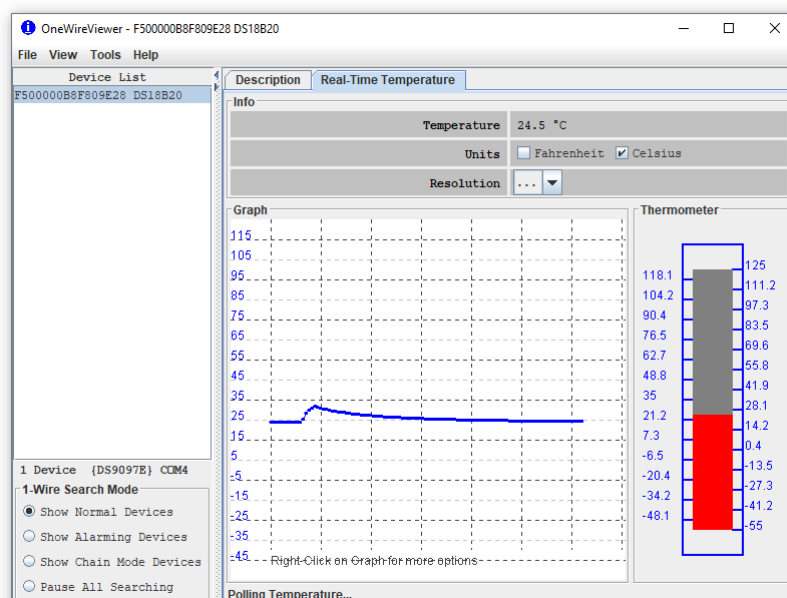 OneWireViewer - F500000B8F809E28 DS18B20
File View Tools Help
Device List
F500000B8F809E28 DS18B20
1 Device {DS9097E} COM4
1-Wire Search Mode
Show Normal Devices
Show Alarming Devices
Show Chain Mode Devices
Pause All Searching
Description Real-Time Temperature
Info
Temperature 24.5 °C
Units Fahrenheit Celsius
Resolution ...
Graph
115
105
95
85
75
65
55
45
35
25
15
5
-5
-15
-25
-35
-45
Right-Click on Graph for more options
Thermometer
125
118.1
111.2
104.2
97.3
90.4
83.5
76.5
69.6
62.7
55.8
48.8
41.9
35
28.1
21.2
14.2
7.3
0.4
-6.5
-13.5
-20.4
-27.3
-34.2
-41.2
-48.1
-55
Polling Temperature...